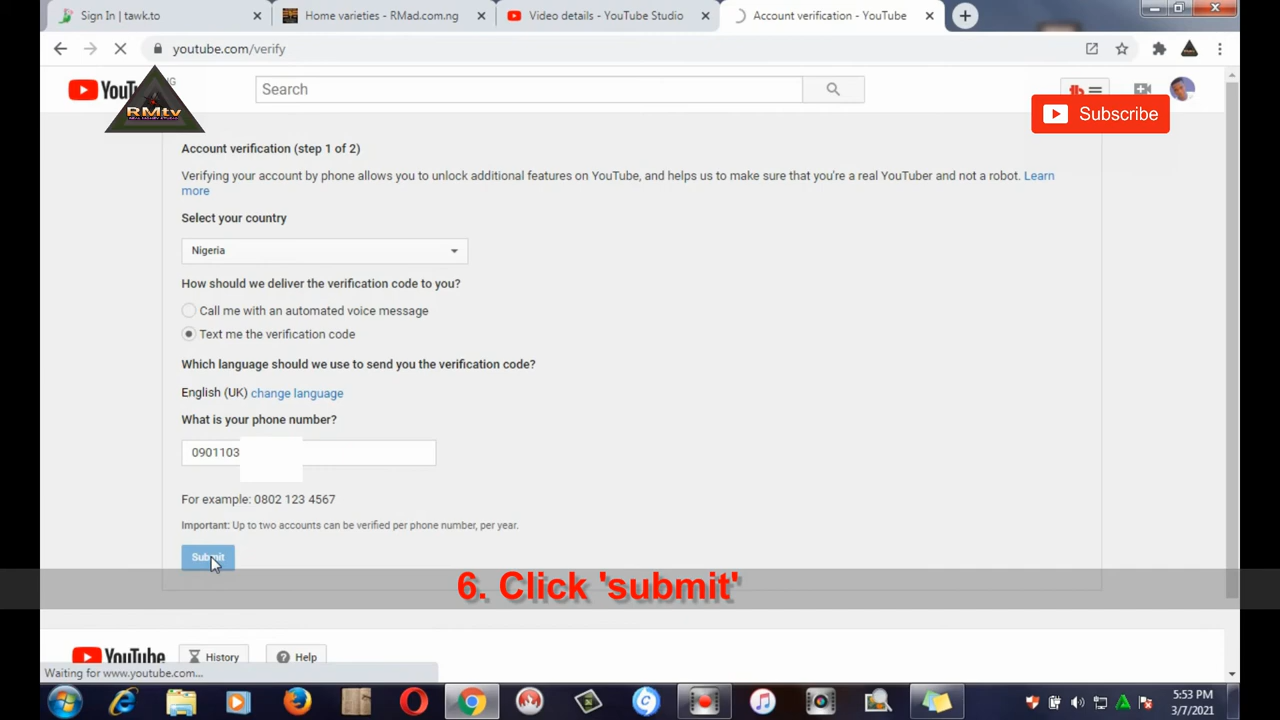 Sign In | tawk.to
Home varieties - RMad.com.ng
Video details - YouTube Studio
Account verification - YouTube
youtube.com/verify
YouTube
RMtv
REAL MONEY STUDIO
Search
Subscribe
Account verification (step 1 of 2)
Verifying your account by phone allows you to unlock additional features on YouTube, and helps us to make sure that you're a real YouTuber and not a robot. Learn
more
Select your country
Nigeria
How should we deliver the verification code to you?
Call me with an automated voice message
Text me the verification code
Which language should we use to send you the verification code?
English (UK) change language
What is your phone number?
0901103
For example: 0802 123 4567
Important: Up to two accounts can be verified per phone number, per year.
Submit
6. Click 'submit'
YouTube
History
Help
Waiting for www.youtube.com...
5:53 PM
3/7/2021